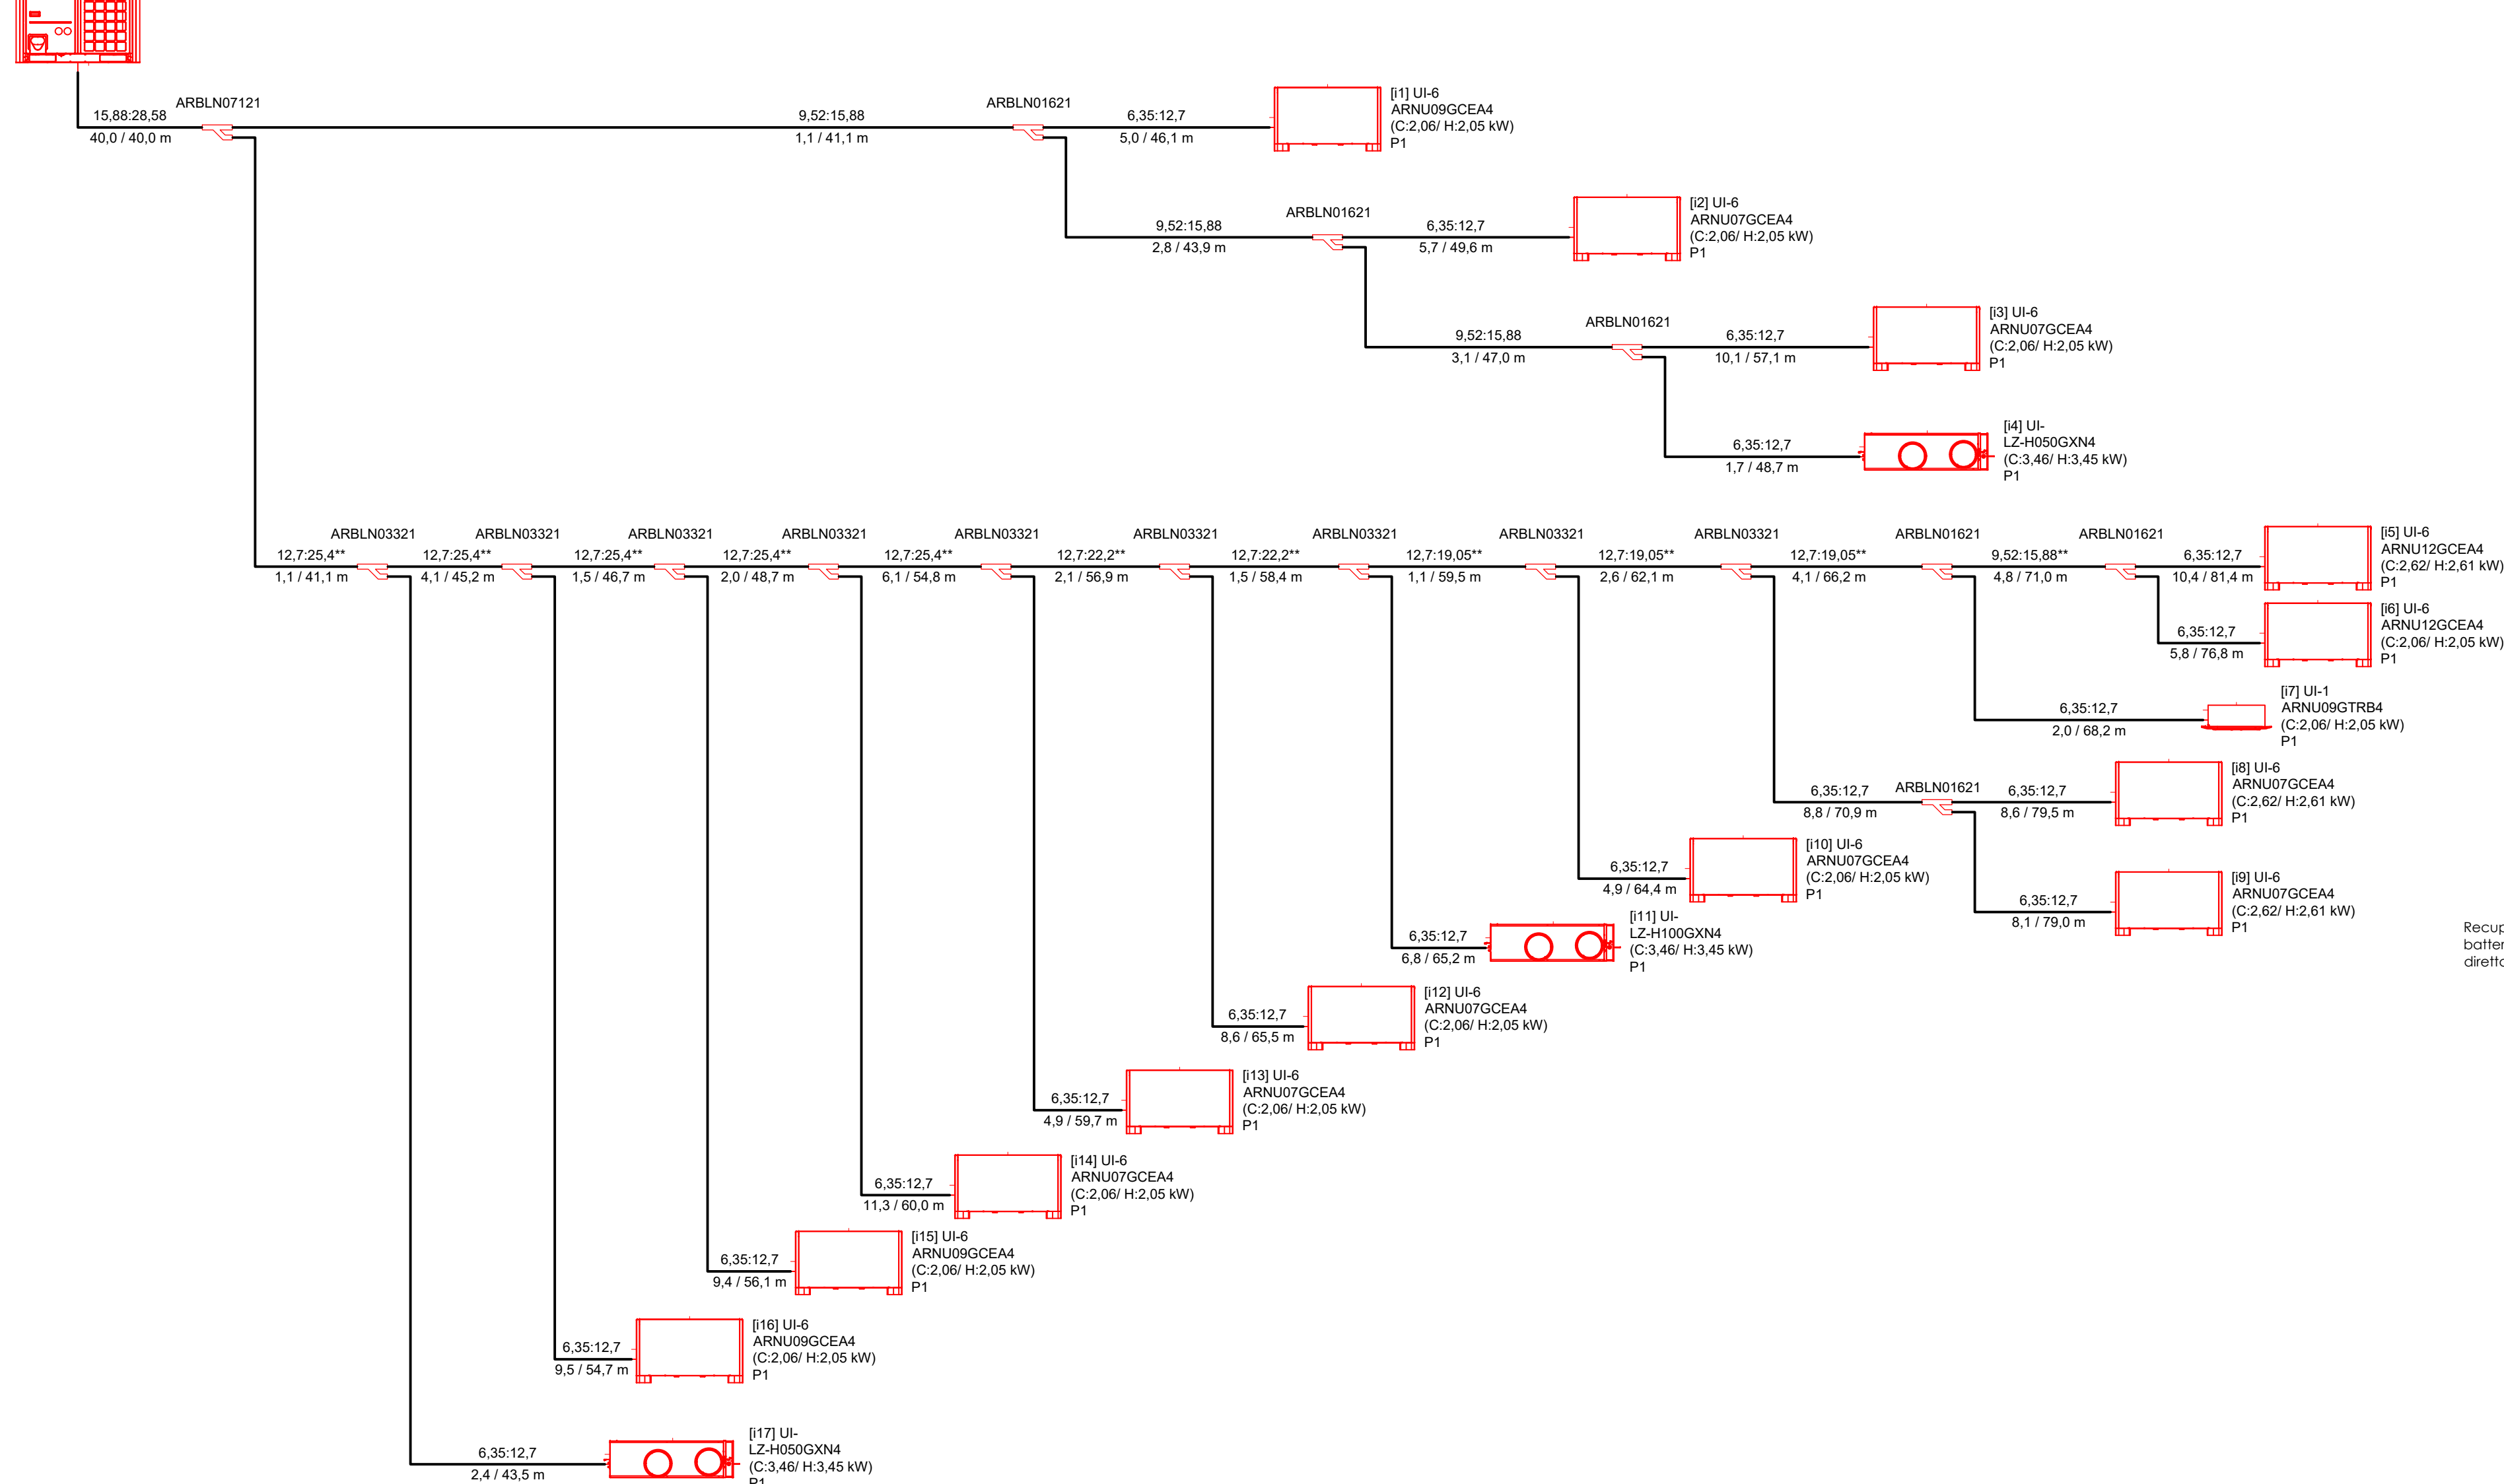 ARBLN07121
15,88:28,58
40,0 / 40,0 m
9,52:15,88
1,1 / 41,1 m
ARBLN01621
6,35:12,7
5,0 / 46,1 m
[i1] UI-6
ARNU09GCEA4
(C:2,06/ H:2,05 kW)
P1
9,52:15,88
2,8 / 43,9 m
ARBLN01621
6,35:12,7
5,7 / 49,6 m
[i2] UI-6
ARNU07GCEA4
(C:2,06/ H:2,05 kW)
P1
9,52:15,88
3,1 / 47,0 m
ARBLN01621
6,35:12,7
10,1 / 57,1 m
[i3] UI-6
ARNU07GCEA4
(C:2,06/ H:2,05 kW)
P1
6,35:12,7
1,7 / 48,7 m
[i4] UI-
LZ-H050GXN4
(C:3,46/ H:3,45 kW)
P1
ARBLN03321
12,7:25,4**
1,1 / 41,1 m
ARBLN03321
12,7:25,4**
4,1 / 45,2 m
ARBLN03321
12,7:25,4**
1,5 / 46,7 m
ARBLN03321
12,7:25,4**
2,0 / 48,7 m
ARBLN03321
12,7:25,4**
6,1 / 54,8 m
ARBLN03321
12,7:22,2**
2,1 / 56,9 m
ARBLN03321
12,7:22,2**
1,5 / 58,4 m
ARBLN03321
12,7:19,05**
1,1 / 59,5 m
ARBLN03321
12,7:19,05**
2,6 / 62,1 m
ARBLN01621
12,7:19,05**
4,1 / 66,2 m
ARBLN01621
9,52:15,88**
4,8 / 71,0 m
6,35:12,7
10,4 / 81,4 m
[i5] UI-6
ARNU12GCEA4
(C:2,62/ H:2,61 kW)
P1
6,35:12,7
5,8 / 76,8 m
[i6] UI-6
ARNU12GCEA4
(C:2,06/ H:2,05 kW)
P1
6,35:12,7
2,0 / 68,2 m
[i7] UI-1
ARNU09GTRB4
(C:2,06/ H:2,05 kW)
P1
6,35:12,7
8,8 / 70,9 m
ARBLN01621
6,35:12,7
8,6 / 79,5 m
[i8] UI-6
ARNU07GCEA4
(C:2,62/ H:2,61 kW)
P1
6,35:12,7
8,1 / 79,0 m
[i9] UI-6
ARNU07GCEA4
(C:2,62/ H:2,61 kW)
P1
6,35:12,7
4,9 / 64,4 m
[i10] UI-6
ARNU07GCEA4
(C:2,06/ H:2,05 kW)
P1
6,35:12,7
6,8 / 65,2 m
[i11] UI-
LZ-H100GXN4
(C:3,46/ H:3,45 kW)
P1
Recup
batter
diretta
6,35:12,7
8,6 / 65,5 m
[i12] UI-6
ARNU07GCEA4
(C:2,06/ H:2,05 kW)
P1
6,35:12,7
4,9 / 59,7 m
[i13] UI-6
ARNU07GCEA4
(C:2,06/ H:2,05 kW)
P1
6,35:12,7
11,3 / 60,0 m
[i14] UI-6
ARNU07GCEA4
(C:2,06/ H:2,05 kW)
P1
6,35:12,7
9,4 / 56,1 m
[i15] UI-6
ARNU09GCEA4
(C:2,06/ H:2,05 kW)
P1
6,35:12,7
9,5 / 54,7 m
[i16] UI-6
ARNU09GCEA4
(C:2,06/ H:2,05 kW)
P1
6,35:12,7
2,4 / 43,5 m
[i17] UI-
LZ-H050GXN4
(C:3,46/ H:3,45 kW)
P1